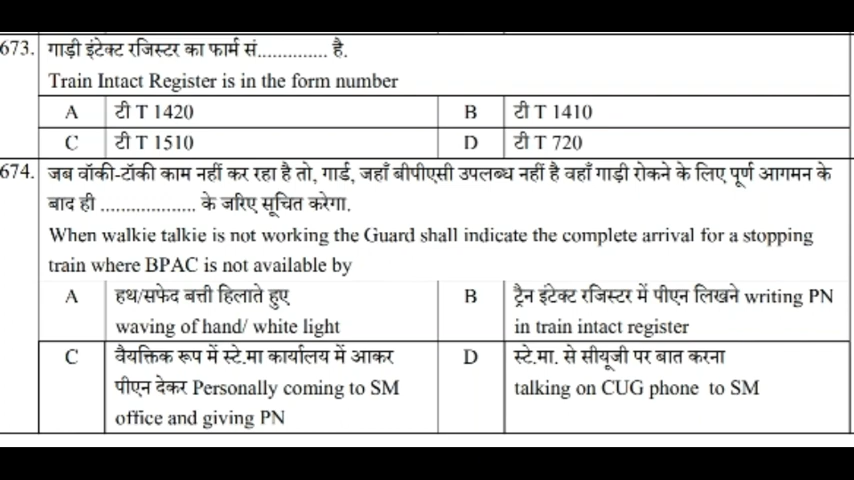 673. गाड़ी इंटेक्ट रजिस्टर का फार्म सं.............. है.
Train Intact Register is in the form number
A टी T 1420 B टी T 1410
C टी T 1510 D टी T 720
674. जब वॉकी-टॉकी काम नहीं कर रहा है तो, गार्ड, जहाँ बीपीएसी उपलब्ध नहीं है वहाँ गाड़ी रोकने के लिए पूर्ण आगमन के
बाद ही ................... के जरिए सूचित करेगा.
When walkie talkie is not working the Guard shall indicate the complete arrival for a stopping
train where BPAC is not available by
A हथ/सफेद बत्ती हिलाते हुए B ट्रैन इंटेक्ट रजिस्टर में पीएन लिखने writing PN
waving of hand/ white light in train intact register
C वैयक्तिक रूप में स्टे.मा कार्यालय में आकर D स्टे.मा. से सीयूजी पर बात करना
पीएन देकर Personally coming to SM talking on CUG phone to SM
office and giving PN